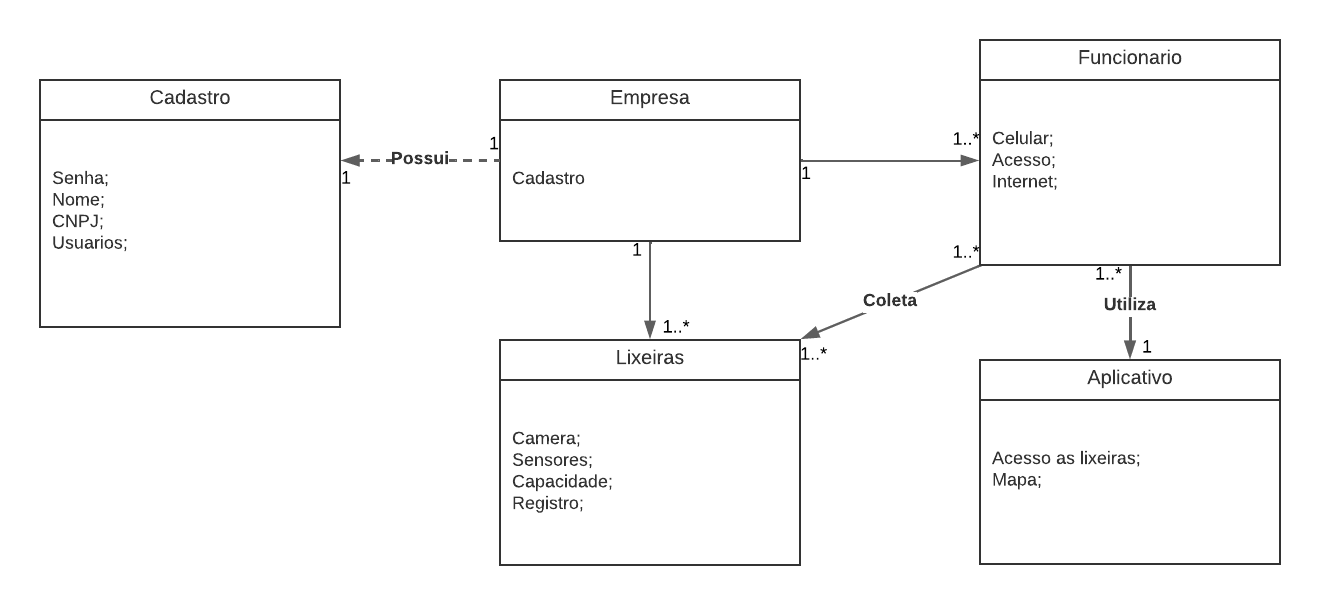 Cadastro
Senha;
Nome;
CNPJ;
Usuarios;
1
Possui
1
Empresa
Cadastro
1
1..*
Funcionario
Celular;
Acesso;
Internet;
1
1..*
1..*
Coleta
1..*
1..*
Utiliza
1
Lixeiras
Camera;
Sensores;
Capacidade;
Registro;
Aplicativo
Acesso as lixeiras;
Mapa;